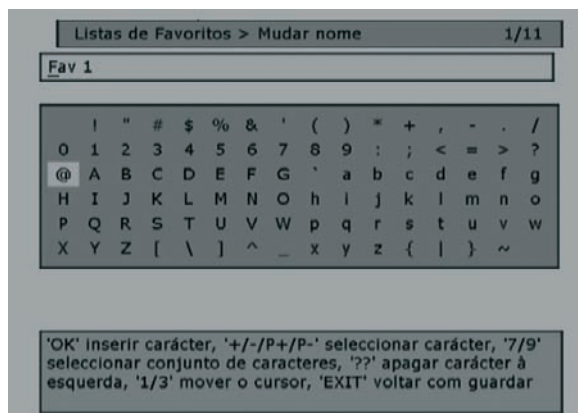 Listas de Favoritos > Mudar nome 1/11
Fav 1
! " # $ % & ' ( ) * + , - . /
0 1 2 3 4 5 6 7 8 9 : ; < = > ?
@ A B C D E F G ` a b c d e f g
H I J K L M N O h i j k l m n o
P Q R S T U V W p q r s t u v w
X Y Z [ \ ] ^ _ x y z { | } ~
'OK' inserir carácter, '+/-/P+/P-' seleccionar carácter, '7/9'
seleccionar conjunto de caracteres, '??' apagar carácter à
esquerda, '1/3' mover o cursor, 'EXIT' voltar com guardar